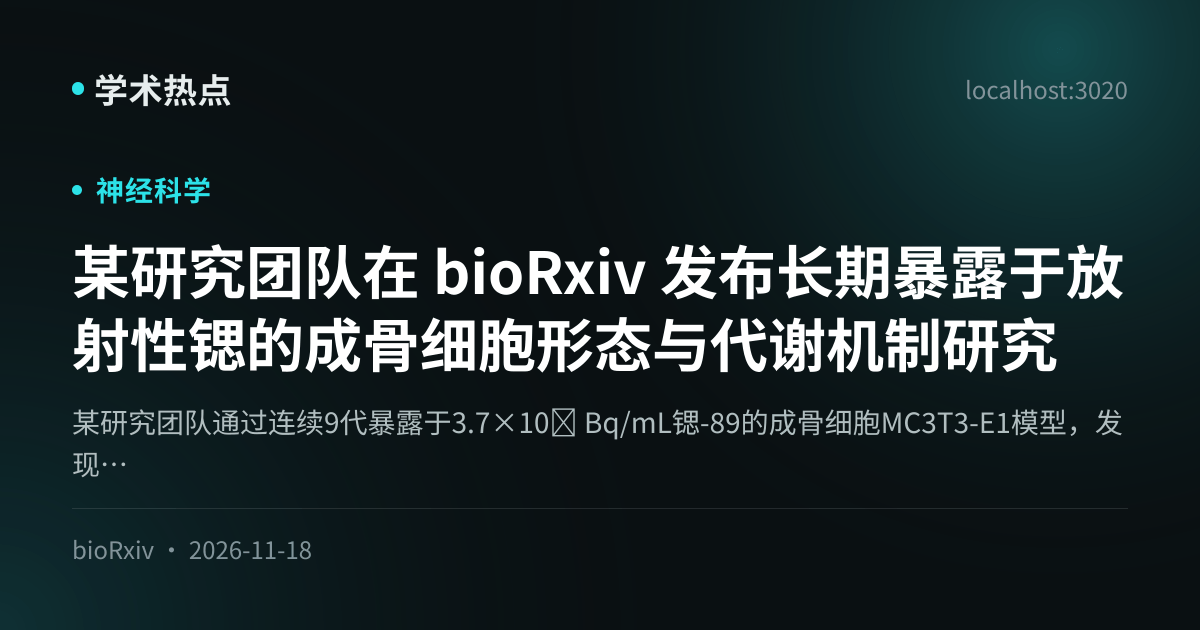 学术热点
localhost:3020
神经科学
某研究团队在 bioRxiv 发布长期暴露于放
射性锶的成骨细胞形态与代谢机制研究
某研究团队通过连续9代暴露于3.7×10 Bq/mL锶-89的成骨细胞MC3T3-E1模型，发
现…
bioRxiv • 2026-11-18